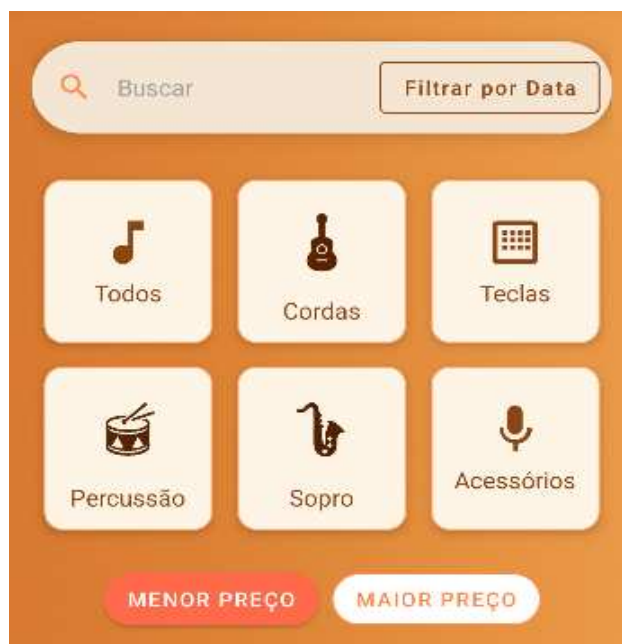 Buscar
Filtrar por Data
Todos
Cordas
Teclas
Percussão
Sopro
Acessórios
MENOR PREÇO
MAIOR PREÇO